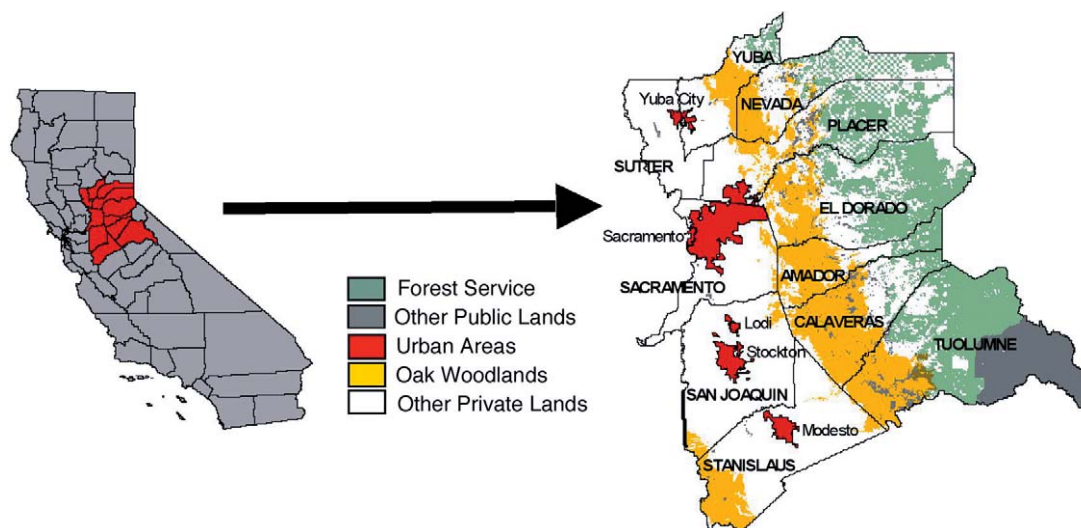 YUBA
Yuba City
NEVADA
PLACER
SUTTER
EL DORADO
Sacramento
AMADOR
SACRAMENTO
CALAVERAS
Lodi
TUOLUMNE
Stockton
SAN JOAQUIN
Modesto
STANISLAUS
Forest Service
Other Public Lands
Urban Areas
Oak Woodlands
Other Private Lands